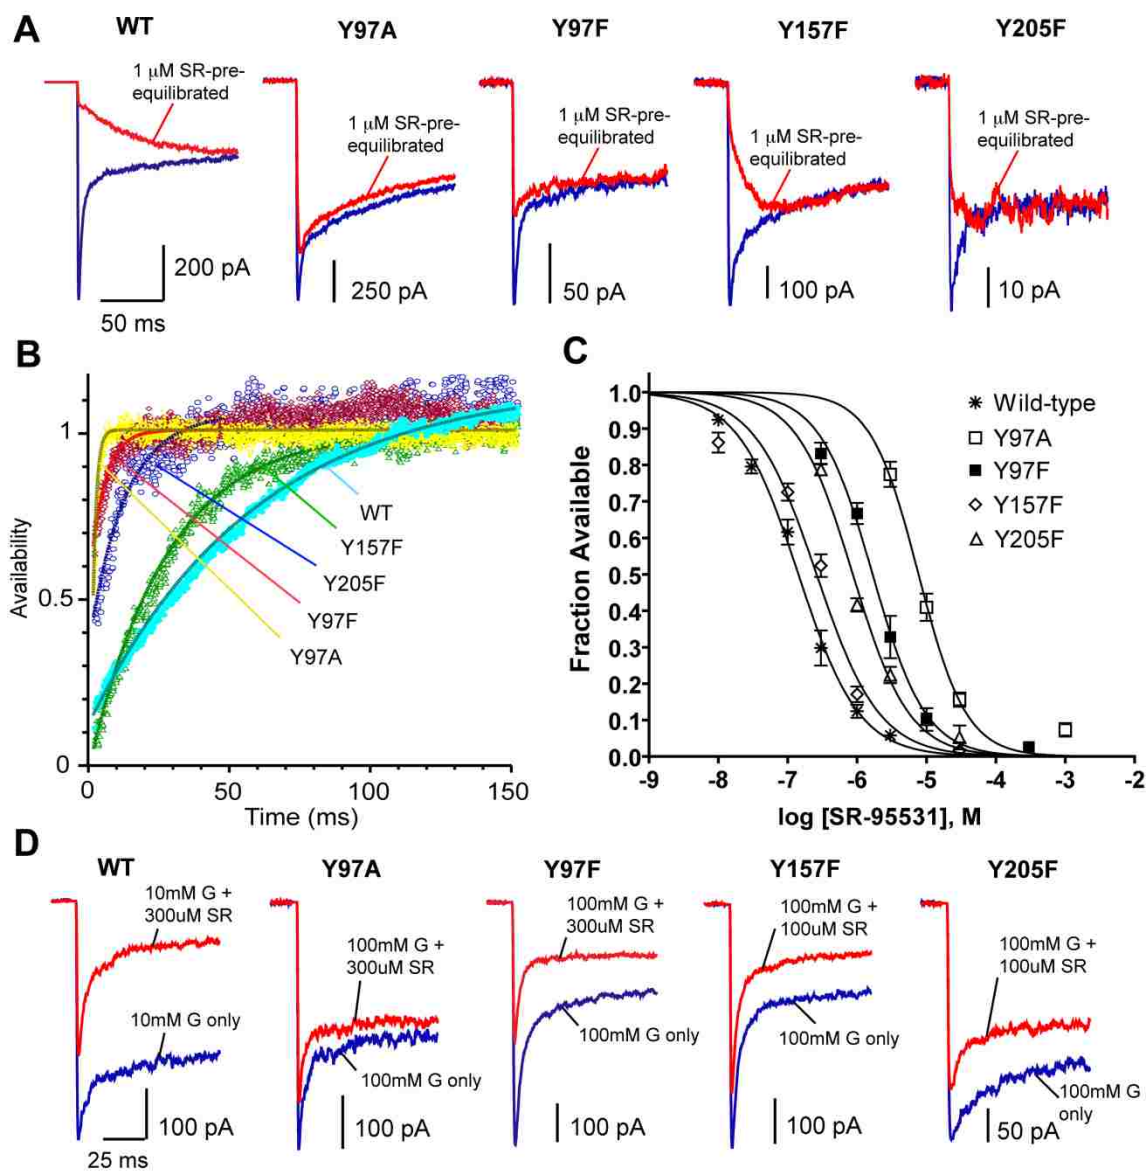 A
WT
Y97A
Y97F
Y157F
Y205F
1 μM SR-pre-
equilibrated
1 μM SR-pre-
equilibrated
1 μM SR-pre-
equilibrated
1 μM SR-pre-
equilibrated
1 μM SR-pre-
equilibrated
200 pA
50 ms
250 pA
50 pA
100 pA
10 pA
B
Availability
1
0.5
0
0
50
100
150
Time (ms)
WT
Y157F
Y205F
Y97F
Y97A
C
Fraction Available
1.0
0.9
0.8
0.7
0.6
0.5
0.4
0.3
0.2
0.1
0.0
-9
-8
-7
-6
-5
-4
-3
-2
log [SR-95531], M
Wild-type
Y97A
Y97F
Y157F
Y205F
D
WT
Y97A
Y97F
Y157F
Y205F
10mM G +
300uM SR
10mM G only
100 pA
25 ms
100mM G +
300uM SR
100mM G only
100 pA
100mM G +
300uM SR
100mM G only
100 pA
100mM G +
100uM SR
100mM G only
100 pA
100mM G +
100uM SR
100mM G
only
50 pA